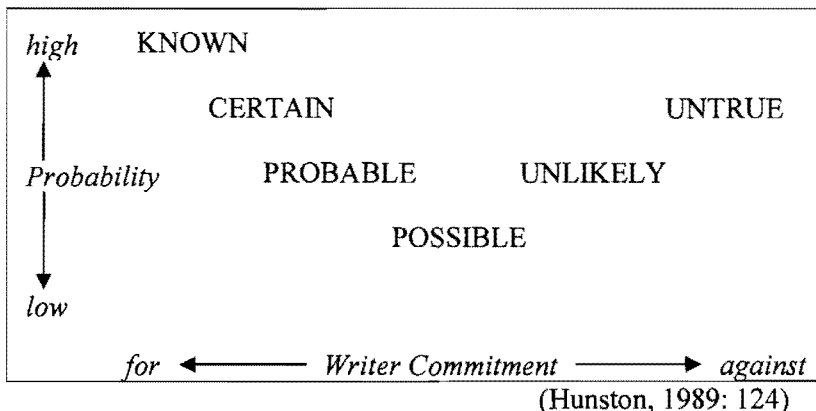 high KNOWN
CERTAIN UNTRUE
Probability PROBABLE UNLIKELY
POSSIBLE
low
for Writer Commitment against
(Hunston, 1989: 124)